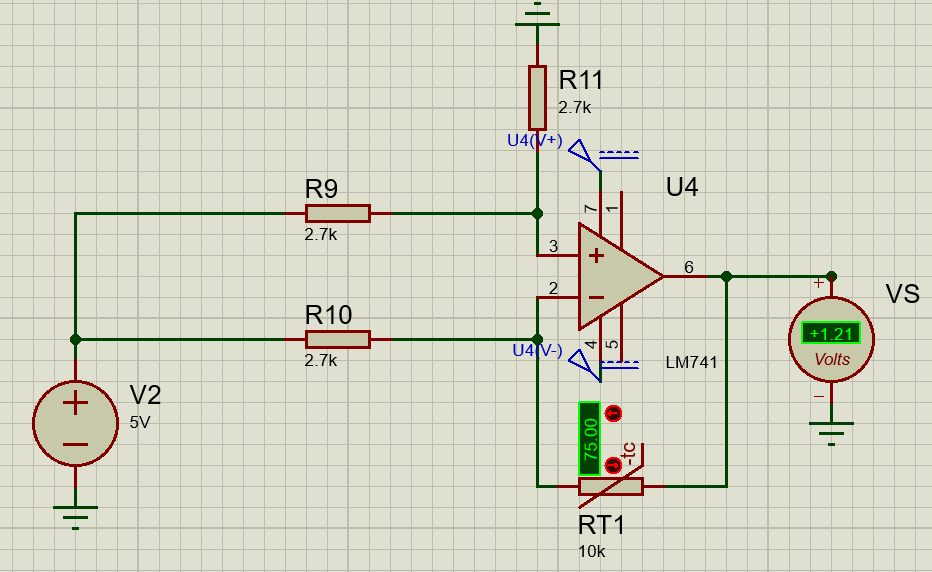 R11
2.7k
U4(V+)
U4
7
1
R9
2.7k
3
+
6
2
−
+
VS
+1.21
Volts
−
R10
2.7k
U4(V-)
4
5
LM741
V2
5V
+
−
75.00
-tc
RT1
10k